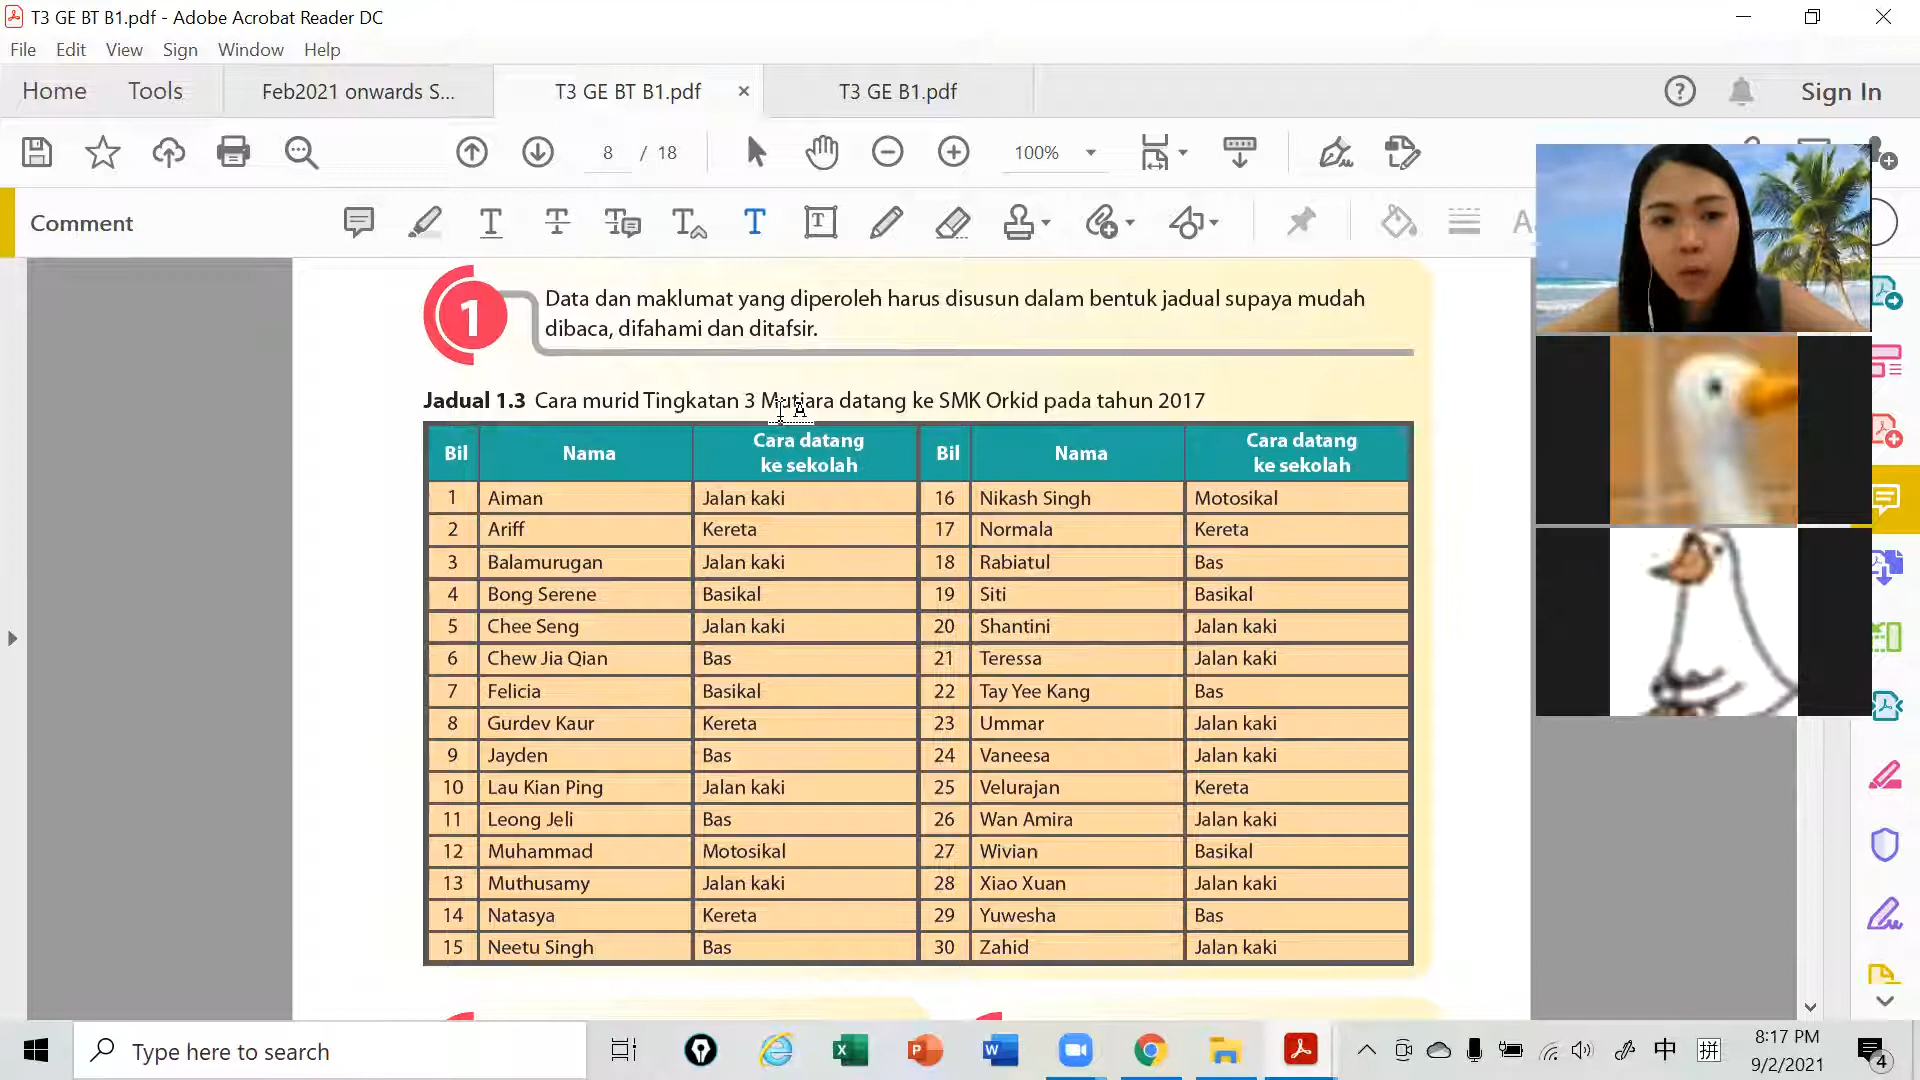 T3 GE BT B1.pdf - Adobe Acrobat Reader DC
File Edit View Sign Window Help
Home Tools Feb2021 onwards S... T3 GE BT B1.pdf × T3 GE B1.pdf Sign In
8 / 18 100%
Comment
1
Data dan maklumat yang diperoleh harus disusun dalam bentuk jadual supaya mudah
dibaca, difahami dan ditafsir.
Jadual 1.3 Cara murid Tingkatan 3 Mutiara datang ke SMK Orkid pada tahun 2017
Bil Nama Cara datang ke sekolah Bil Nama Cara datang ke sekolah
1 Aiman Jalan kaki 16 Nikash Singh Motosikal
2 Ariff Kereta 17 Normala Kereta
3 Balamurugan Jalan kaki 18 Rabiatul Bas
4 Bong Serene Basikal 19 Siti Basikal
5 Chee Seng Jalan kaki 20 Shantini Jalan kaki
6 Chew Jia Qian Bas 21 Teressa Jalan kaki
7 Felicia Basikal 22 Tay Yee Kang Bas
8 Gurdev Kaur Kereta 23 Ummar Jalan kaki
9 Jayden Bas 24 Vaneesa Jalan kaki
10 Lau Kian Ping Jalan kaki 25 Velurajan Kereta
11 Leong Jeli Bas 26 Wan Amira Jalan kaki
12 Muhammad Motosikal 27 Wivian Basikal
13 Muthusamy Jalan kaki 28 Xiao Xuan Jalan kaki
14 Natasya Kereta 29 Yuwesha Bas
15 Neetu Singh Bas 30 Zahid Jalan kaki
Type here to search
中 拼
8:17 PM
9/2/2021
4